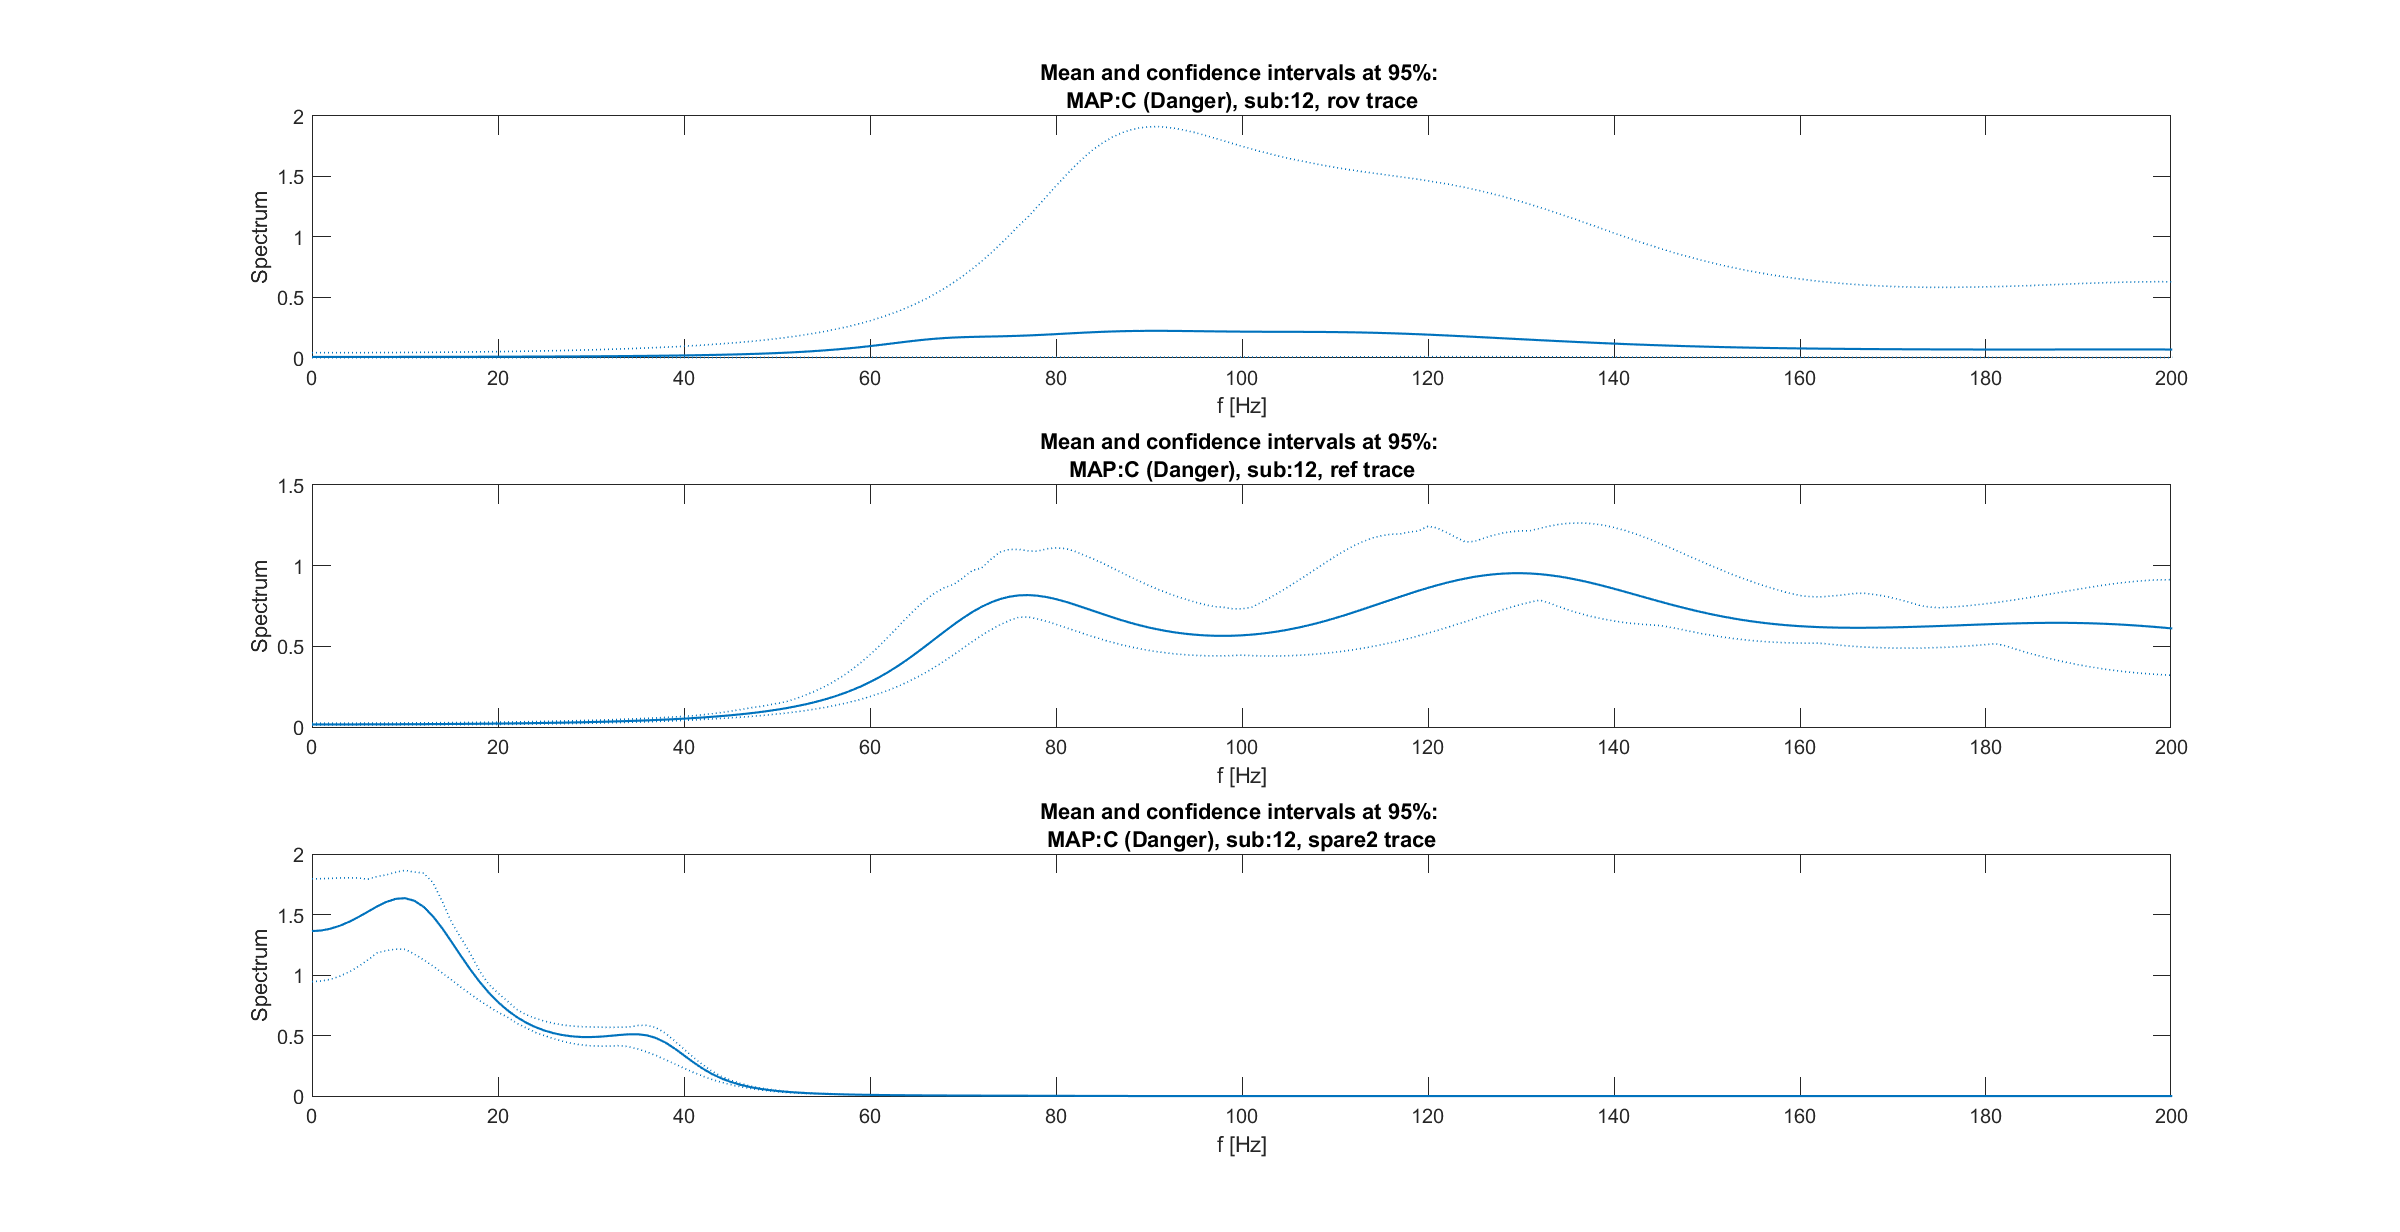 Mean and confidence intervals at 95%:
MAP:C (Danger), sub:12, rov trace
2
1.5
1
0.5
0
Spectrum
0 20 40 60 80 100 120 140 160 180 200
f [Hz]
Mean and confidence intervals at 95%:
MAP:C (Danger), sub:12, ref trace
1.5
1
0.5
0
Spectrum
0 20 40 60 80 100 120 140 160 180 200
f [Hz]
Mean and confidence intervals at 95%:
MAP:C (Danger), sub:12, spare2 trace
2
1.5
1
0.5
0
Spectrum
0 20 40 60 80 100 120 140 160 180 200
f [Hz]